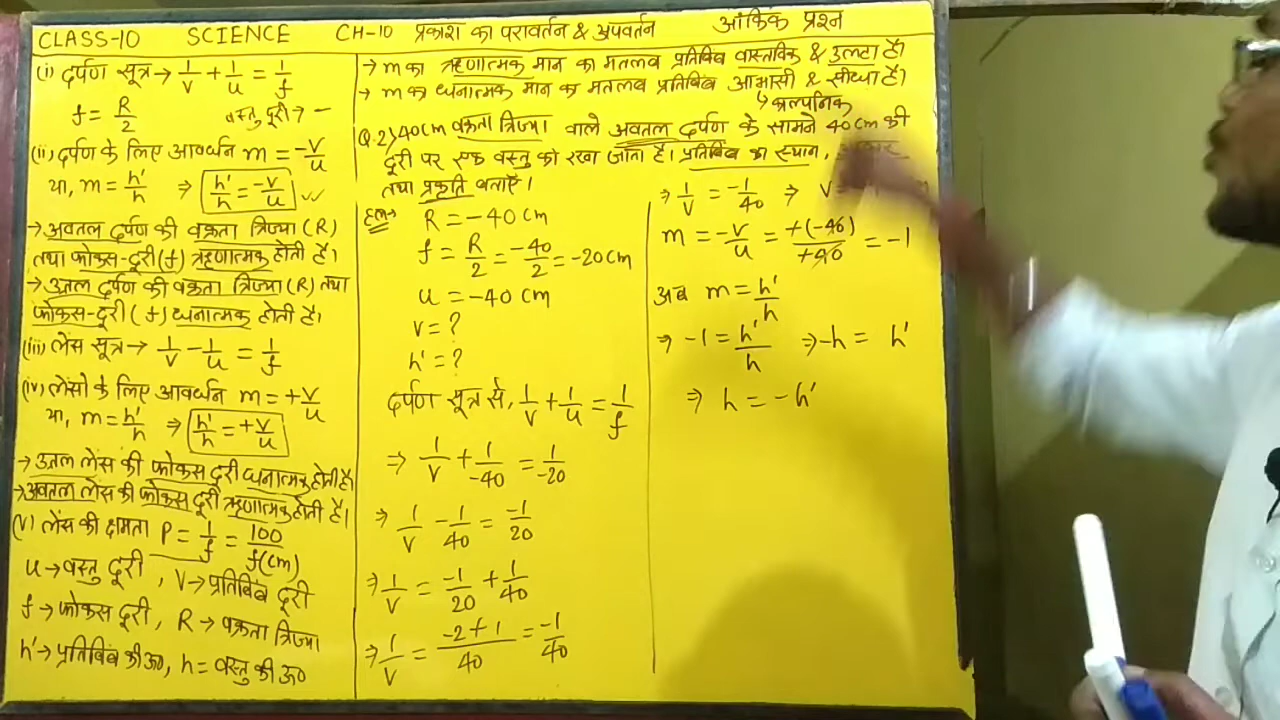 CLASS-10 SCIENCE CH-10 प्रकाश का परावर्तन & अपवर्तन आंकिक प्रश्न
(i) दर्पण सूत्र → 1/v + 1/u = 1/f
f = R/2 वस्तु दूरी → −
(ii) दर्पण के लिए आवर्धन m = -v/u
या, m = h'/h ⇒ h'/h = -v/u
→ अवतल दर्पण की वक्रता त्रिज्या (R)
तथा फोकस-दूरी(f) ऋणात्मक होती है।
→ उत्तल दर्पण की वक्रता त्रिज्या (R) तथा
फोकस-दूरी (f) धनात्मक होती है।
(iii) लेंस सूत्र → 1/v - 1/u = 1/f
(iv) लेंसो के लिए आवर्धन m = +v/u
या, m = h'/h ⇒ h'/h = +v/u
→ उत्तल लेंस की फोकस दूरी धनात्मक होती है।
→ अवतल लेंस की फोकस दूरी ऋणात्मक होती है।
(v) लेंस की क्षमता P = 1/f = 100/f(cm)
u → वस्तु दूरी, v → प्रतिबिंब दूरी
f → फोकस दूरी, R → वक्रता त्रिज्या
h' → प्रतिबिंब की ऊ०, h = वस्तु की ऊ०
→ m का ऋणात्मक मान का मतलब प्रतिबिंब वास्तविक & उलटा है।
→ m का धनात्मक मान का मतलब प्रतिबिंब आभासी & सीधा है।
↳ काल्पनिक
Q.2) 40cm वक्रता त्रिज्या वाले अवतल दर्पण के सामने 40cm की
दूरी पर एक वस्तु को रखा जाता है। प्रतिबिंब का स्थान,
तथा प्रकृति बताएँ।
हल→ R = -40 cm
f = R/2 = -40/2 = -20cm
u = -40 cm
v = ?
h' = ?
दर्पण सूत्र से, 1/v + 1/u = 1/f
⇒ 1/v + 1/-40 = 1/-20
⇒ 1/v - 1/40 = -1/20
⇒ 1/v = -1/20 + 1/40
⇒ 1/v = -2+1/40 = -1/40
⇒ 1/v = -1/40 ⇒ v =
m = -v/u = +(-40)/+40 = -1
अब m = h'/h
⇒ -1 = h'/h ⇒ -h = h'
⇒ h = -h'